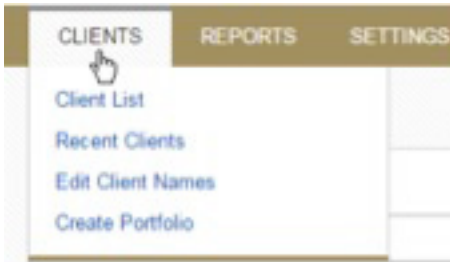 CLIENTS REPORTS SETTINGS
Client List
Recent Clients
Edit Client Names
Create Portfolio